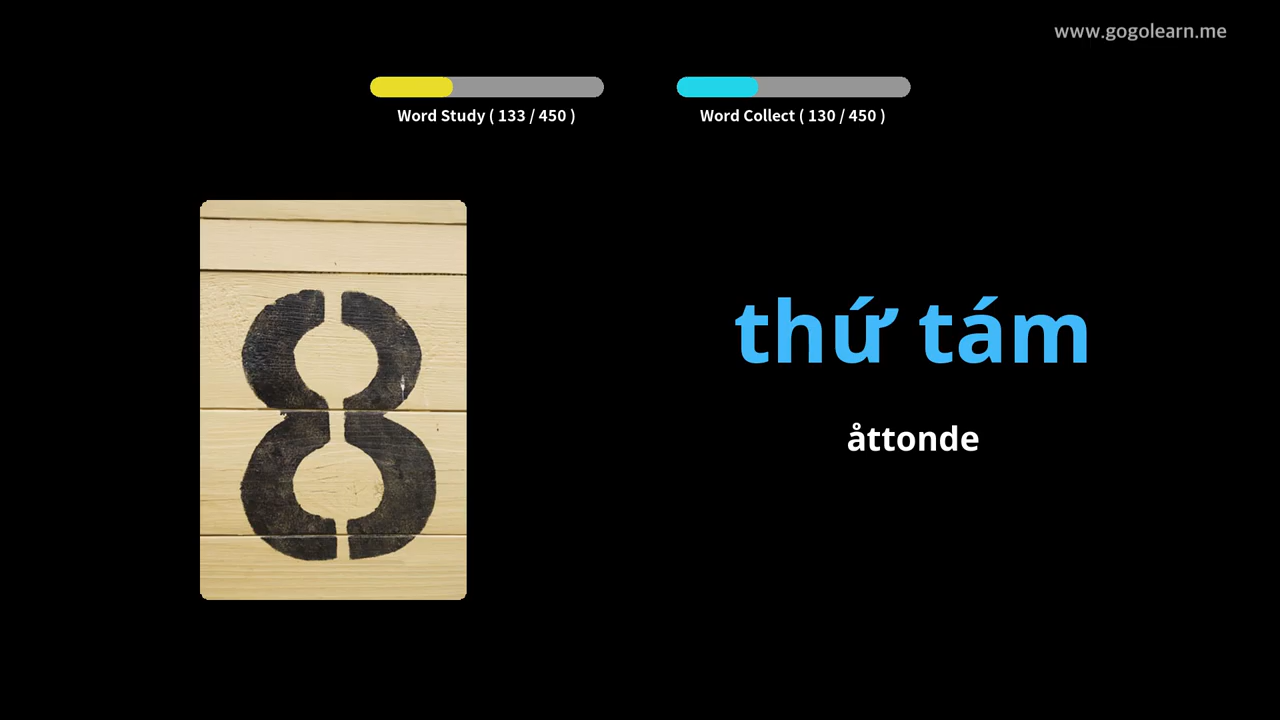 www.gogolearn.me
Word Study ( 133 / 450 )
Word Collect ( 130 / 450 )
8
thứ tám
åttonde